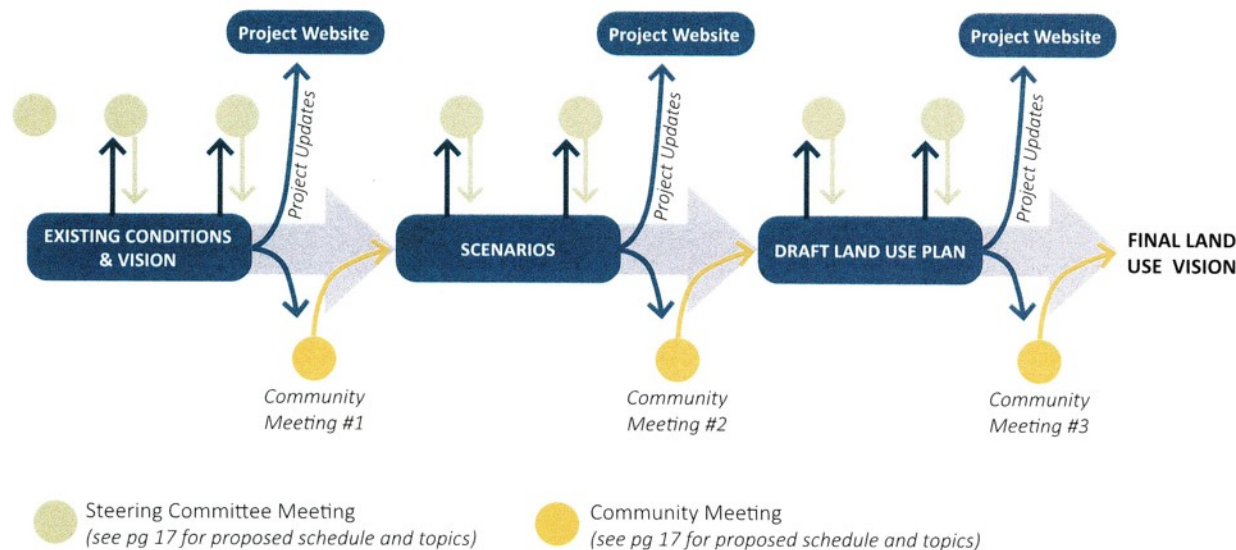 Project Website
Project Website
Project Website
Project Updates
Project Updates
Project Updates
EXISTING CONDITIONS
& VISION
SCENARIOS
DRAFT LAND USE PLAN
FINAL LAND
USE VISION
Community
Meeting #1
Community
Meeting #2
Community
Meeting #3
Steering Committee Meeting
(see pg 17 for proposed schedule and topics)
Community Meeting
(see pg 17 for proposed schedule and topics)